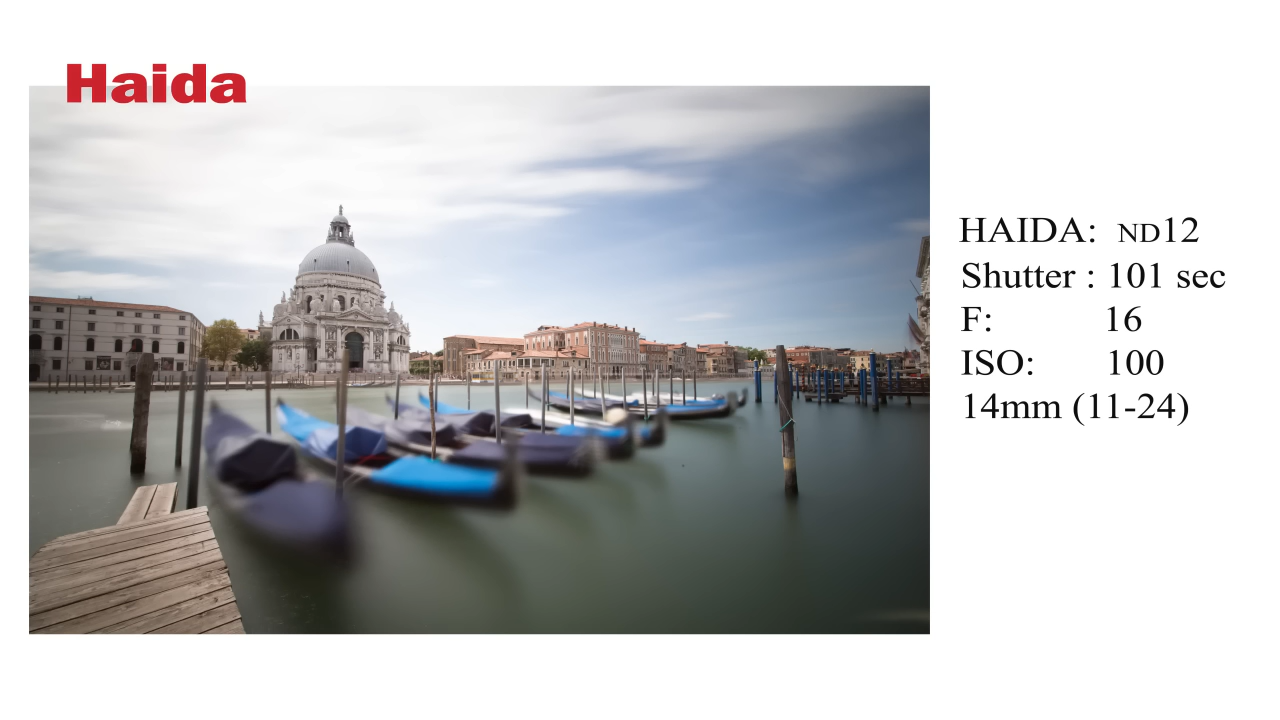 Haida
HAIDA: ND12
Shutter : 101 sec
F: 16
ISO: 100
14mm (11-24)